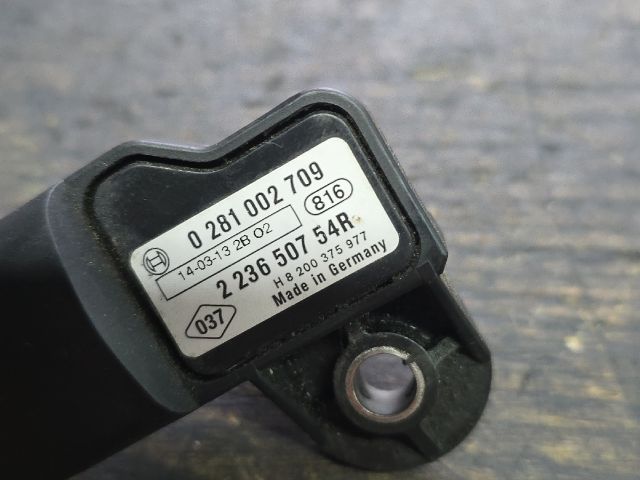 0 281 002 709
14-03-13 2B O2
816
2 236 507 54R
H 8 200 375 977
037
Made in Germany